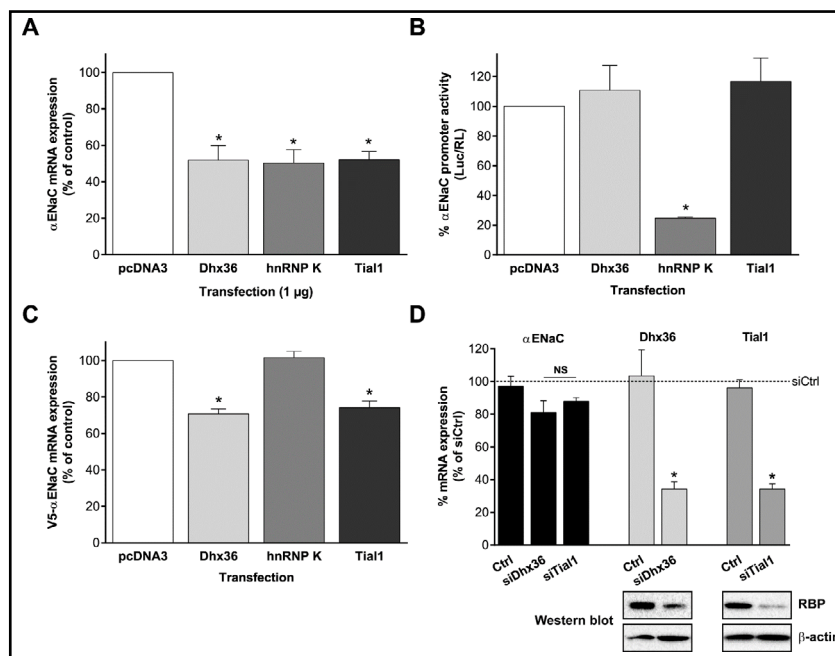 A
αENaC mRNA expression
(% of control)
100
80
60
40
20
0
*
*
*
pcDNA3
Dhx36
hnRNP K
Tial1
Transfection (1 µg)
B
% αENaC promoter activity
(Luc/RL)
120
100
80
60
40
20
0
*
pcDNA3
Dhx36
hnRNP K
Tial1
Transfection
C
V5-αENaC mRNA expression
(% of control)
100
80
60
40
20
0
*
*
pcDNA3
Dhx36
hnRNP K
Tial1
Transfection
D
αENaC
Dhx36
Tial1
% mRNA expression
(% of siCtrl)
120
100
80
60
40
20
0
NS
siCtrl
*
*
Ctrl
siDhx36
siTial1
Ctrl
siDhx36
Ctrl
siTial1
Western blot
RBP
β-actin